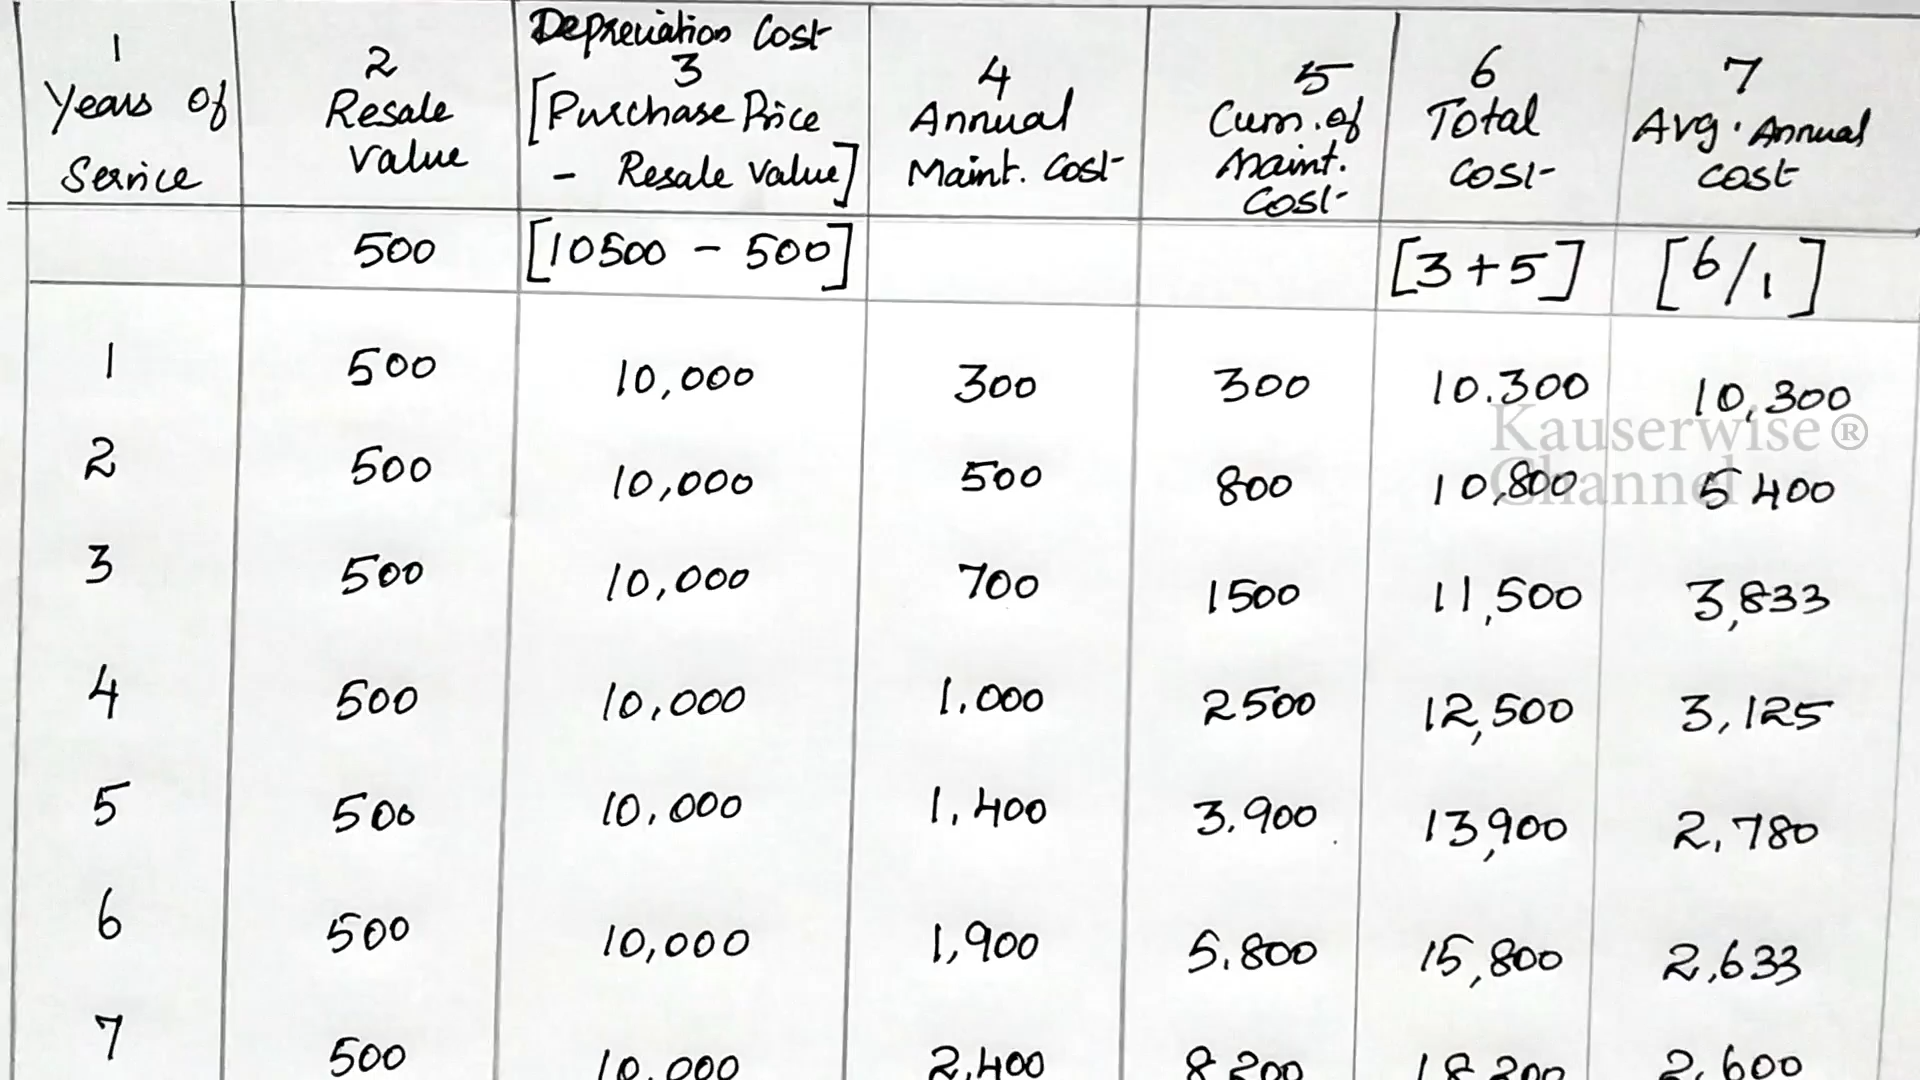 1 2 Depreciation Cost 3 4 5 6 7
Years of Service Resale Value [Purchase Price - Resale Value] Annual Maint. Cost Cum. of Maint. Cost Total Cost Avg. Annual Cost
500 [10500 - 500] [3+5] [6/1]
1 500 10,000 300 300 10.300 10,300
Kauserwise®
Channel
2 500 10,000 500 800 10,800 5 400
3 500 10,000 700 1500 11,500 3,833
4 500 10,000 1.000 2500 12,500 3,125
5 500 10.000 1.400 3.900 13,900 2,780
6 500 10,000 1,900 5.800 15,800 2,633
7 500 10,000 2,400 8200 18,200 2,600